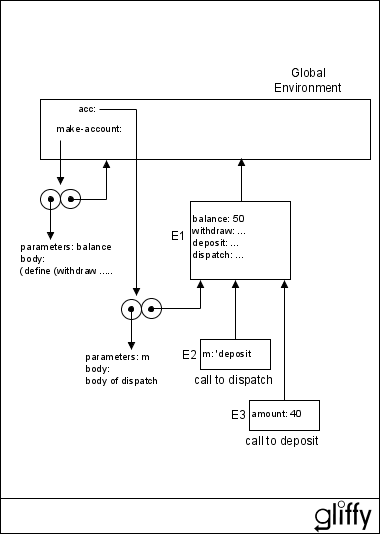 Global
Environment
acc:
make-account:
parameters: balance
body:
(define (withdraw .....
E1
balance: 50
withdraw: ...
deposit: ...
dispatch: ...
parameters: m
body:
body of dispatch
E2
m: 'deposit
call to dispatch
E3
amount: 40
call to deposit
gliffy